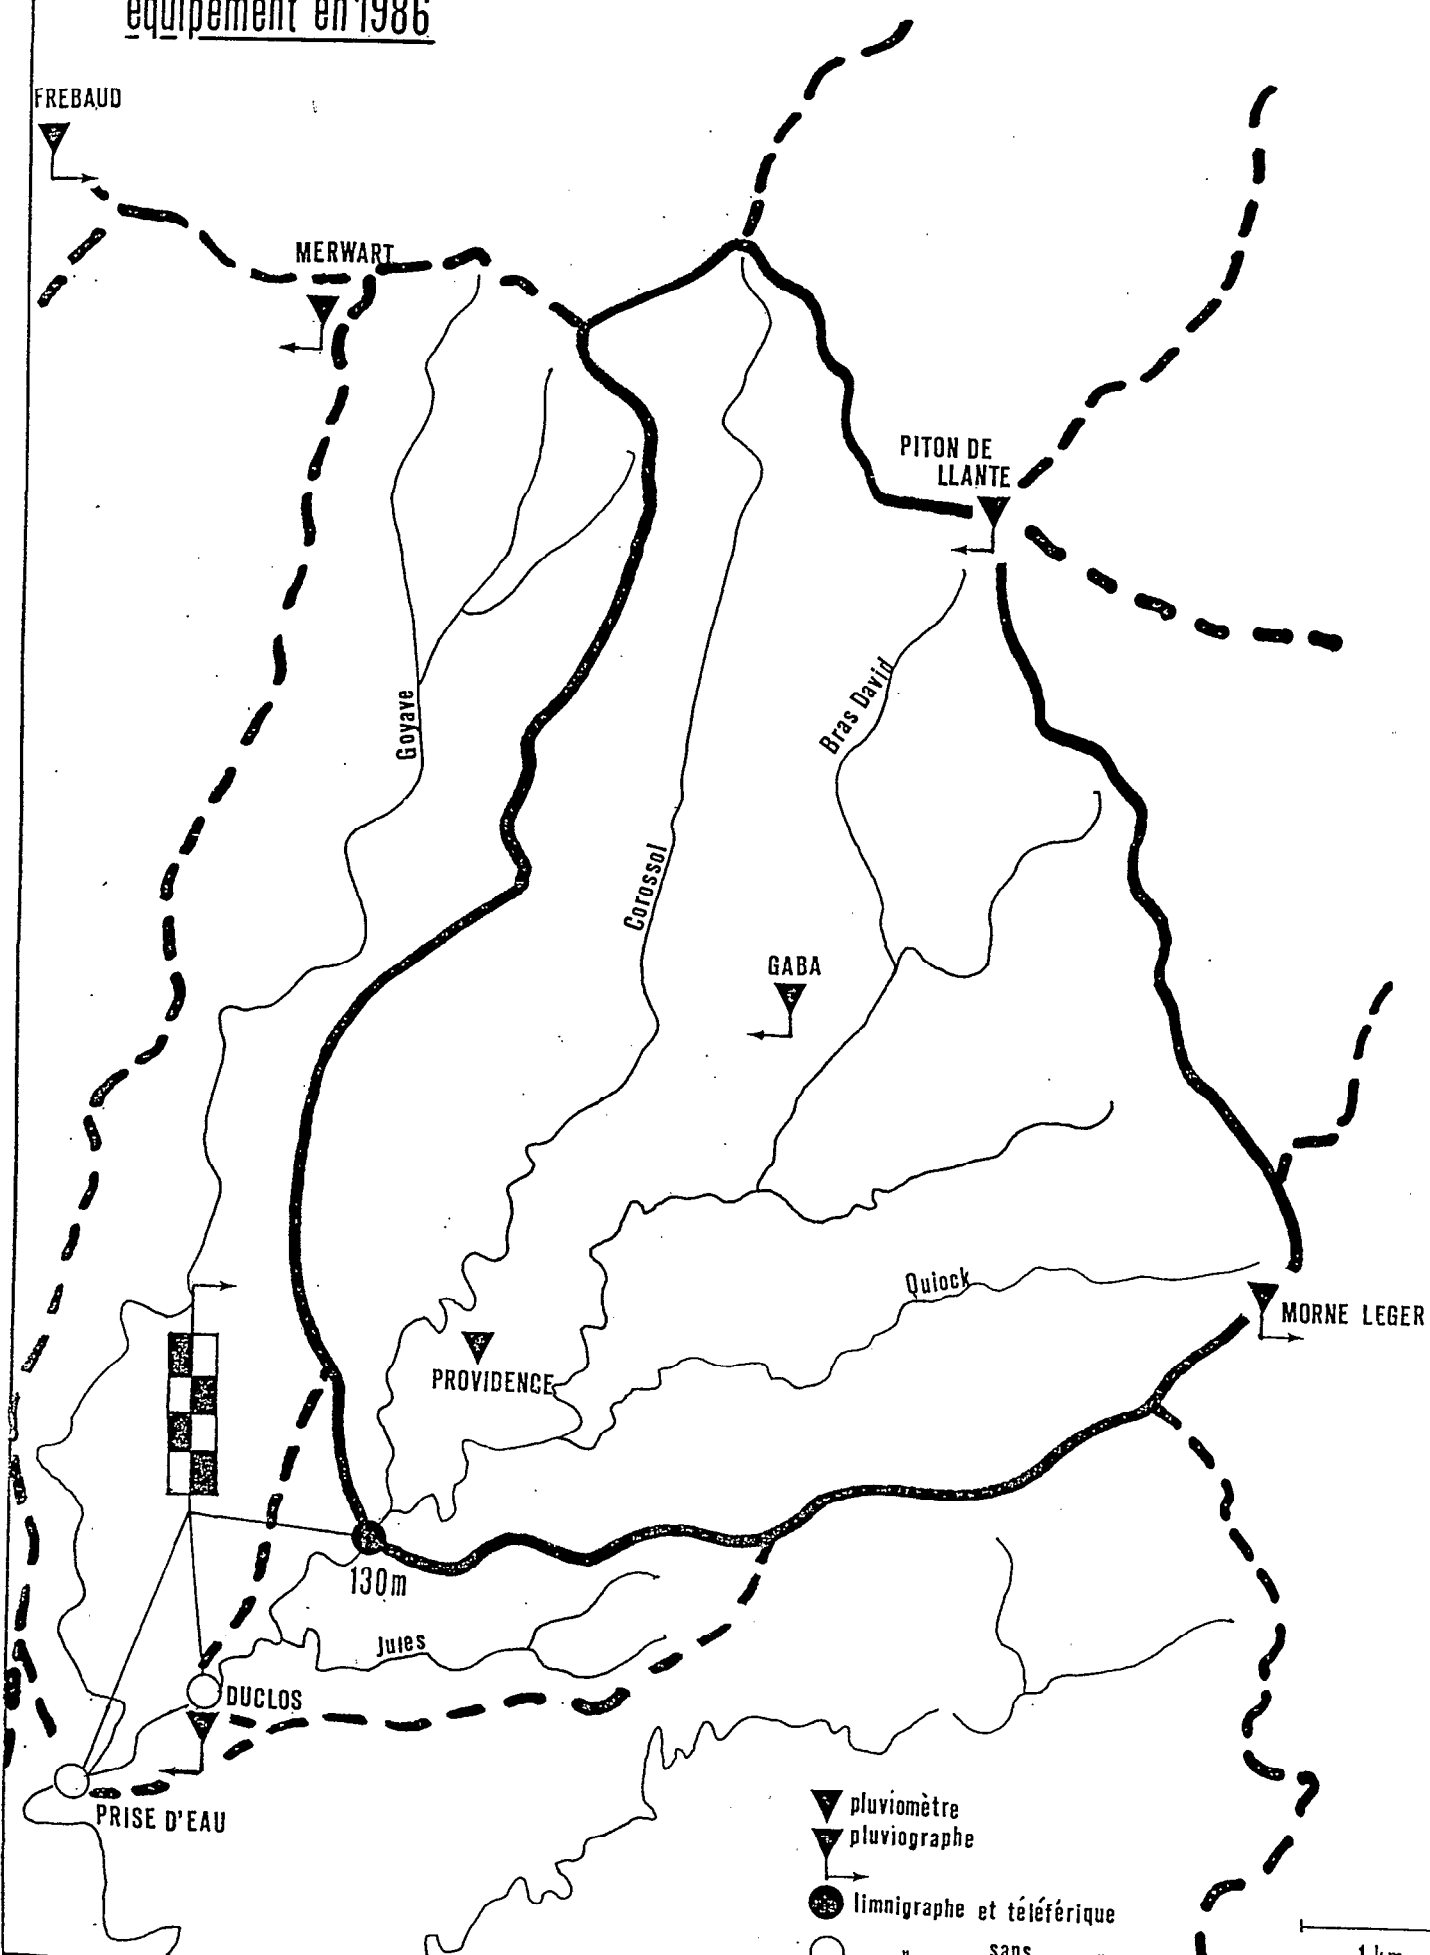 équipement en 1986
FREBAUD
MERWART
PITON DE
LLANTE
Goyave
Bras David
Corossol
GABA
Quiock
MORNE LEGER
PROVIDENCE
130m
Jules
DUCLOS
PRISE D'EAU
pluviomètre
pluviographe
limnigraphe et téléférique
sans
1 km